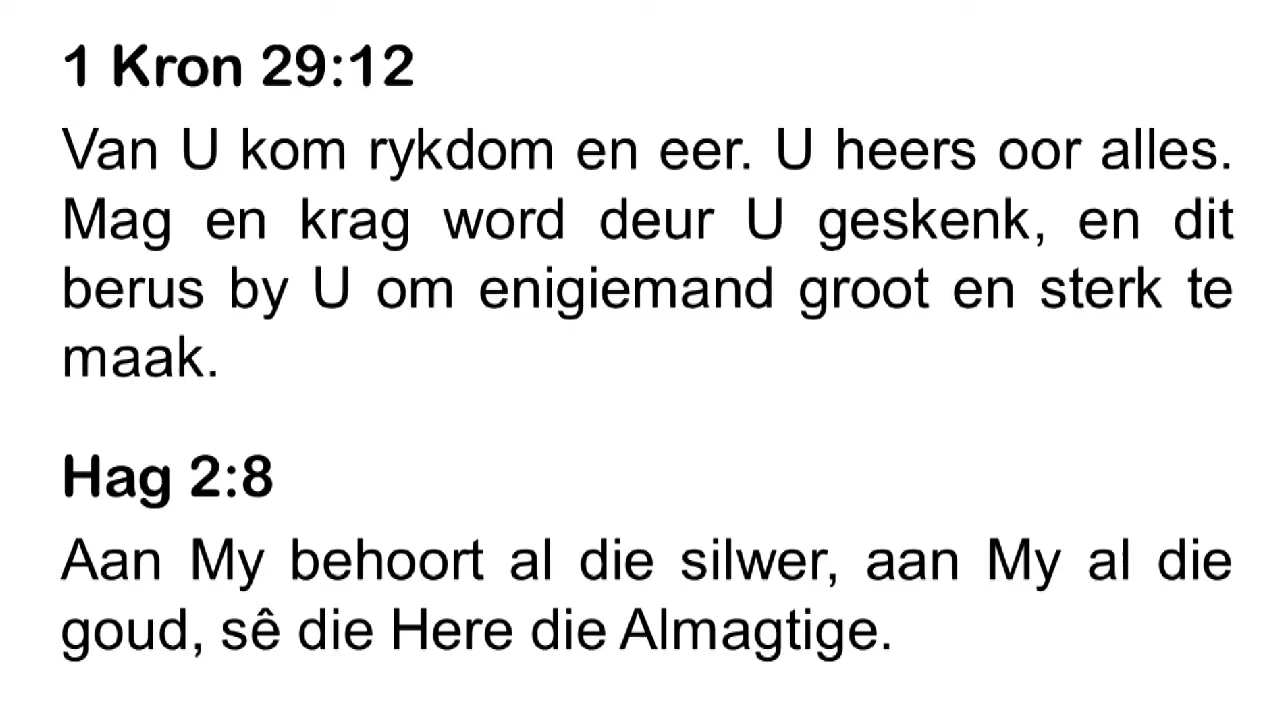 1 Kron 29:12
Van U kom rykdom en eer. U heers oor alles.
Mag en krag word deur U geskenk, en dit
berus by U om enigiemand groot en sterk te
maak.
Hag 2:8
Aan My behoort al die silwer, aan My al die
goud, sê die Here die Almagtige.